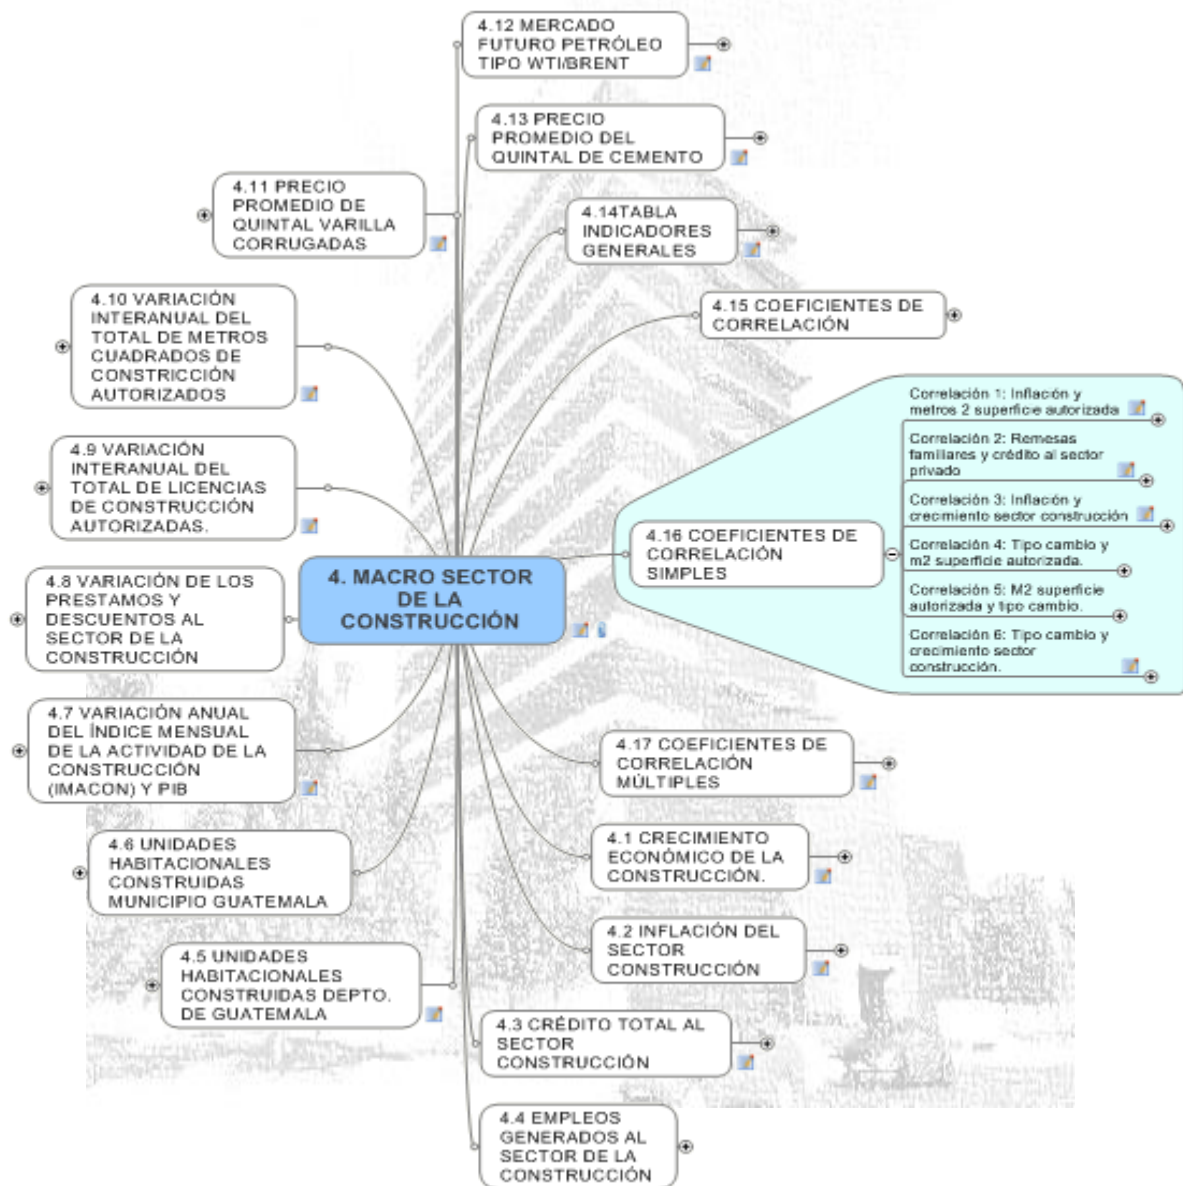 4.12 MERCADO
FUTURO PETRÓLEO
TIPO WTI/BRENT
4.13 PRECIO
PROMEDIO DEL
QUINTAL DE CEMENTO
4.11 PRECIO
PROMEDIO DE
QUINTAL VARILLA
CORRUGADAS
4.14TABLA
INDICADORES
GENERALES
4.10 VARIACIÓN
INTERANUAL DEL
TOTAL DE METROS
CUADRADOS DE
CONSTRICCIÓN
AUTORIZADOS
4.15 COEFICIENTES DE
CORRELACIÓN
4.9 VARIACIÓN
INTERANUAL DEL
TOTAL DE LICENCIAS
DE CONSTRUCCIÓN
AUTORIZADAS.
4.16 COEFICIENTES DE
CORRELACIÓN
SIMPLES
Correlación 1: Inflación y
metros 2 superficie autorizada
Correlación 2: Remesas
familiares y crédito al sector
privado
Correlación 3: Inflación y
crecimiento sector construcción
Correlación 4: Tipo cambio y
m2 superficie autorizada.
Correlación 5: M2 superficie
autorizada y tipo cambio.
Correlación 6: Tipo cambio y
crecimiento sector
construcción.
4. MACRO SECTOR
DE LA
CONSTRUCCIÓN
4.8 VARIACIÓN DE LOS
PRESTAMOS Y
DESCUENTOS AL
SECTOR DE LA
CONSTRUCCIÓN
4.7 VARIACIÓN ANUAL
DEL ÍNDICE MENSUAL
DE LA ACTIVIDAD DE LA
CONSTRUCCIÓN
(IMACON) Y PIB
4.17 COEFICIENTES DE
CORRELACIÓN
MÚLTIPLES
4.6 UNIDADES
HABITACIONALES
CONSTRUIDAS
MUNICIPIO GUATEMALA
4.1 CRECIMIENTO
ECONÓMICO DE LA
CONSTRUCCIÓN.
4.2 INFLACIÓN DEL
SECTOR
CONSTRUCCIÓN
4.5 UNIDADES
HABITACIONALES
CONSTRUIDAS DEPTO.
DE GUATEMALA
4.3 CRÉDITO TOTAL AL
SECTOR
CONSTRUCCIÓN
4.4 EMPLEOS
GENERADOS AL
SECTOR DE LA
CONSTRUCCIÓN